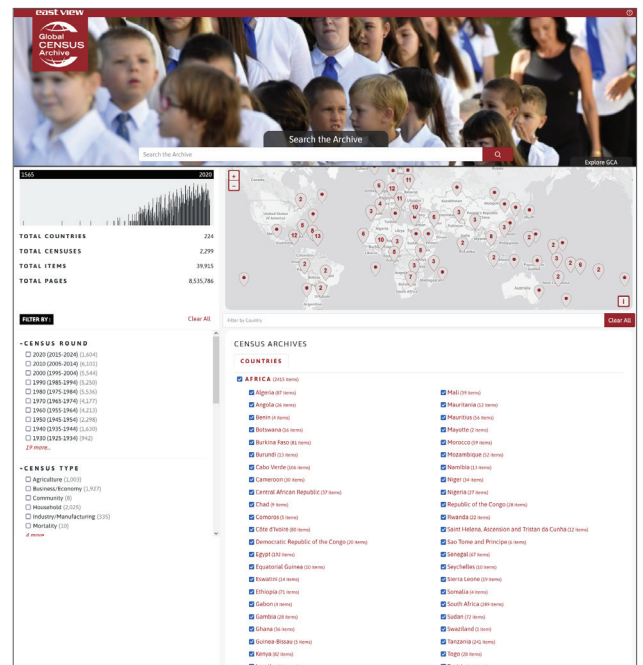 east view
Global
CENSUS
Archive
Search the Archive
Search the Archive
Explore GCA
1565 2020
TOTAL COUNTRIES 224
TOTAL CENSUSES 2,299
TOTAL ITEMS 39,915
TOTAL PAGES 8,535,786
FILTER BY: Clear All
Filter by Country Clear All
-CENSUS ROUND
2020 (2015-2024) (1,604)
2010 (2005-2014) (6,101)
2000 (1995-2004) (5,544)
1990 (1985-1994) (5,250)
1980 (1975-1984) (5,536)
1970 (1965-1974) (4,177)
1960 (1955-1964) (4,213)
1950 (1945-1954) (2,298)
1940 (1935-1944) (1,630)
1930 (1925-1934) (942)
19 more...
-CENSUS TYPE
Agriculture (1,003)
Business/Economy (1,927)
Community (8)
Household (2,025)
Industry/Manufacturing (335)
Mortality (10)
CENSUS ARCHIVES
COUNTRIES
AFRICA (2415 items)
Algeria (87 items)
Angola (26 items)
Benin (4 items)
Botswana (16 items)
Burkina Faso (81 items)
Burundi (13 items)
Cabo Verde (106 items)
Cameroon (30 items)
Central African Republic (37 items)
Chad (9 items)
Comoros (5 items)
Côte d'Ivoire (80 items)
Democratic Republic of the Congo (20 items)
Egypt (192 items)
Equatorial Guinea (10 items)
Eswatini (14 items)
Ethiopia (71 items)
Gabon (4 items)
Gambia (28 items)
Ghana (36 items)
Guinea-Bissau (3 items)
Kenya (82 items)
Mali (39 items)
Mauritania (13 items)
Mauritius (56 items)
Mayotte (2 items)
Morocco (59 items)
Mozambique (52 items)
Namibia (13 items)
Niger (34 items)
Nigeria (27 items)
Republic of the Congo (28 items)
Rwanda (22 items)
Saint Helena, Ascension and Tristan da Cunha (12 items)
Sao Tome and Principe (6 items)
Senegal (67 items)
Seychelles (10 items)
Sierra Leone (19 items)
Somalia (4 items)
South Africa (289 items)
Sudan (72 items)
Swaziland (1 item)
Tanzania (241 items)
Togo (28 items)